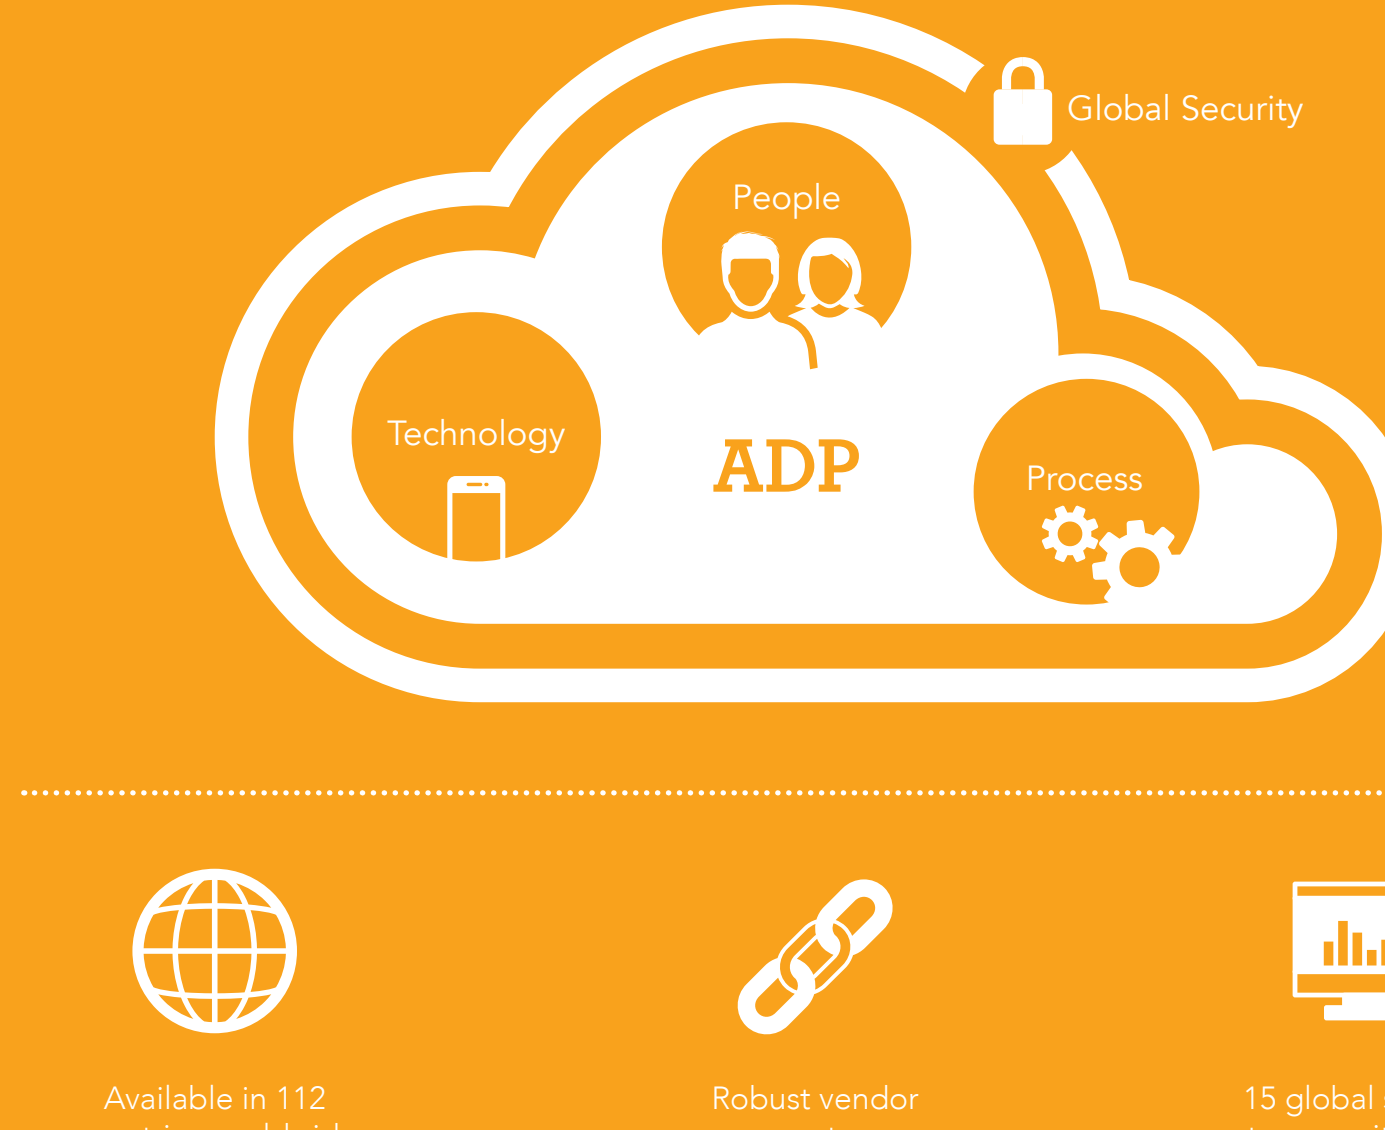 Global Security
People
Technology
ADP
Process
Available in 112
Robust vendor
15 global